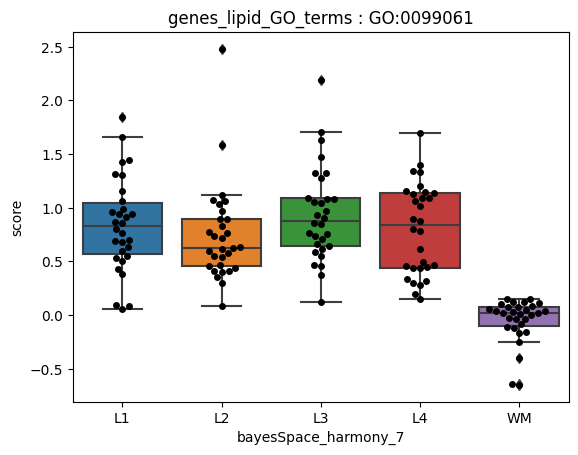 genes_lipid_GO_terms : GO:0099061
2.5
2.0
1.5
1.0
0.5
0.0
−0.5
score
L1 L2 L3 L4 WM
bayesSpace_harmony_7